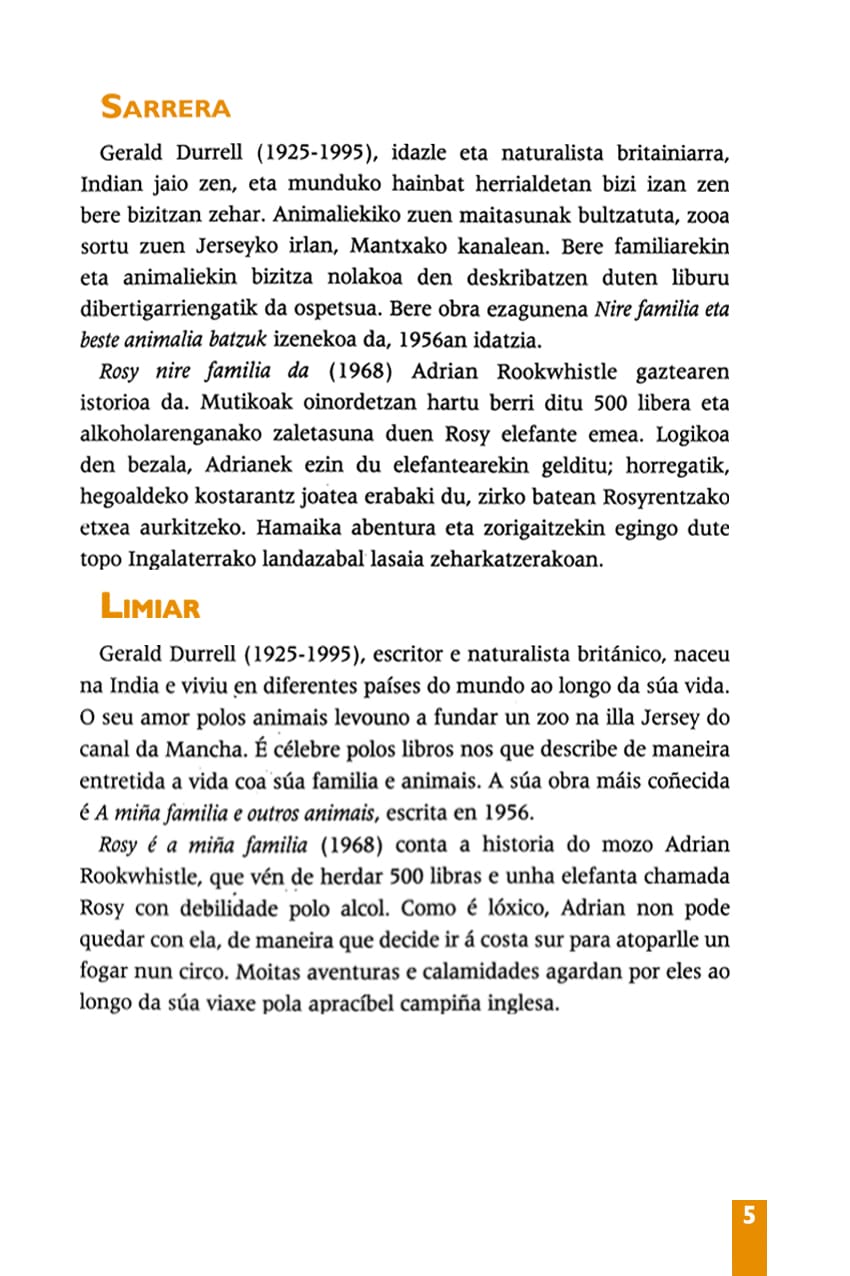 SARRERA
Gerald Durrell (1925-1995), idazle eta naturalista britainiarra,
Indian jaio zen, eta munduko hainbat herrialdetan bizi izan zen
bere bizitzan zehar. Animaliekiko zuen maitasunak bultzatuta, zooa
sortu zuen Jerseyko irlan, Mantxako kanalean. Bere familiarekin
eta animaliekin bizitza nolakoa den deskribatzen duten liburu
dibertigarriengatik da ospetsua. Bere obra ezagunena Nire familia eta
beste animalia batzuk izenekoa da, 1956an idatzia.
Rosy nire familia da (1968) Adrian Rookwhistle gaztearen
istorioa da. Mutikoak oinordetzan hartu berri ditu 500 libera eta
alkoholarenganako zaletasuna duen Rosy elefante emea. Logikoa
den bezala, Adrianek ezin du elefantearekin gelditu; horregatik,
hegoaldeko kostarantz joatea erabaki du, zirko batean Rosyrentzako
etxea aurkitzeko. Hamaika abentura eta zorigaitzekin egingo dute
topo Ingalaterrako landazabal lasaia zeharkatzerakoan.
LIMIAR
Gerald Durrell (1925-1995), escritor e naturalista británico, naceu
na India e viviu en diferentes países do mundo ao longo da súa vida.
O seu amor polos animais levouno a fundar un zoo na illa Jersey do
canal da Mancha. É célebre polos libros nos que describe de maneira
entretida a vida coa súa familia e animais. A súa obra máis coñecida
é A miña familia e outros animais, escrita en 1956.
Rosy é a miña familia (1968) conta a historia do mozo Adrian
Rookwhistle, que vén de herdar 500 libras e unha elefanta chamada
Rosy con debilidade polo alcol. Como é lóxico, Adrian non pode
quedar con ela, de maneira que decide ir á costa sur para atoparlle un
fogar nun circo. Moitas aventuras e calamidades agardan por eles ao
longo da súa viaxe pola apracíbel campiña inglesa.
5